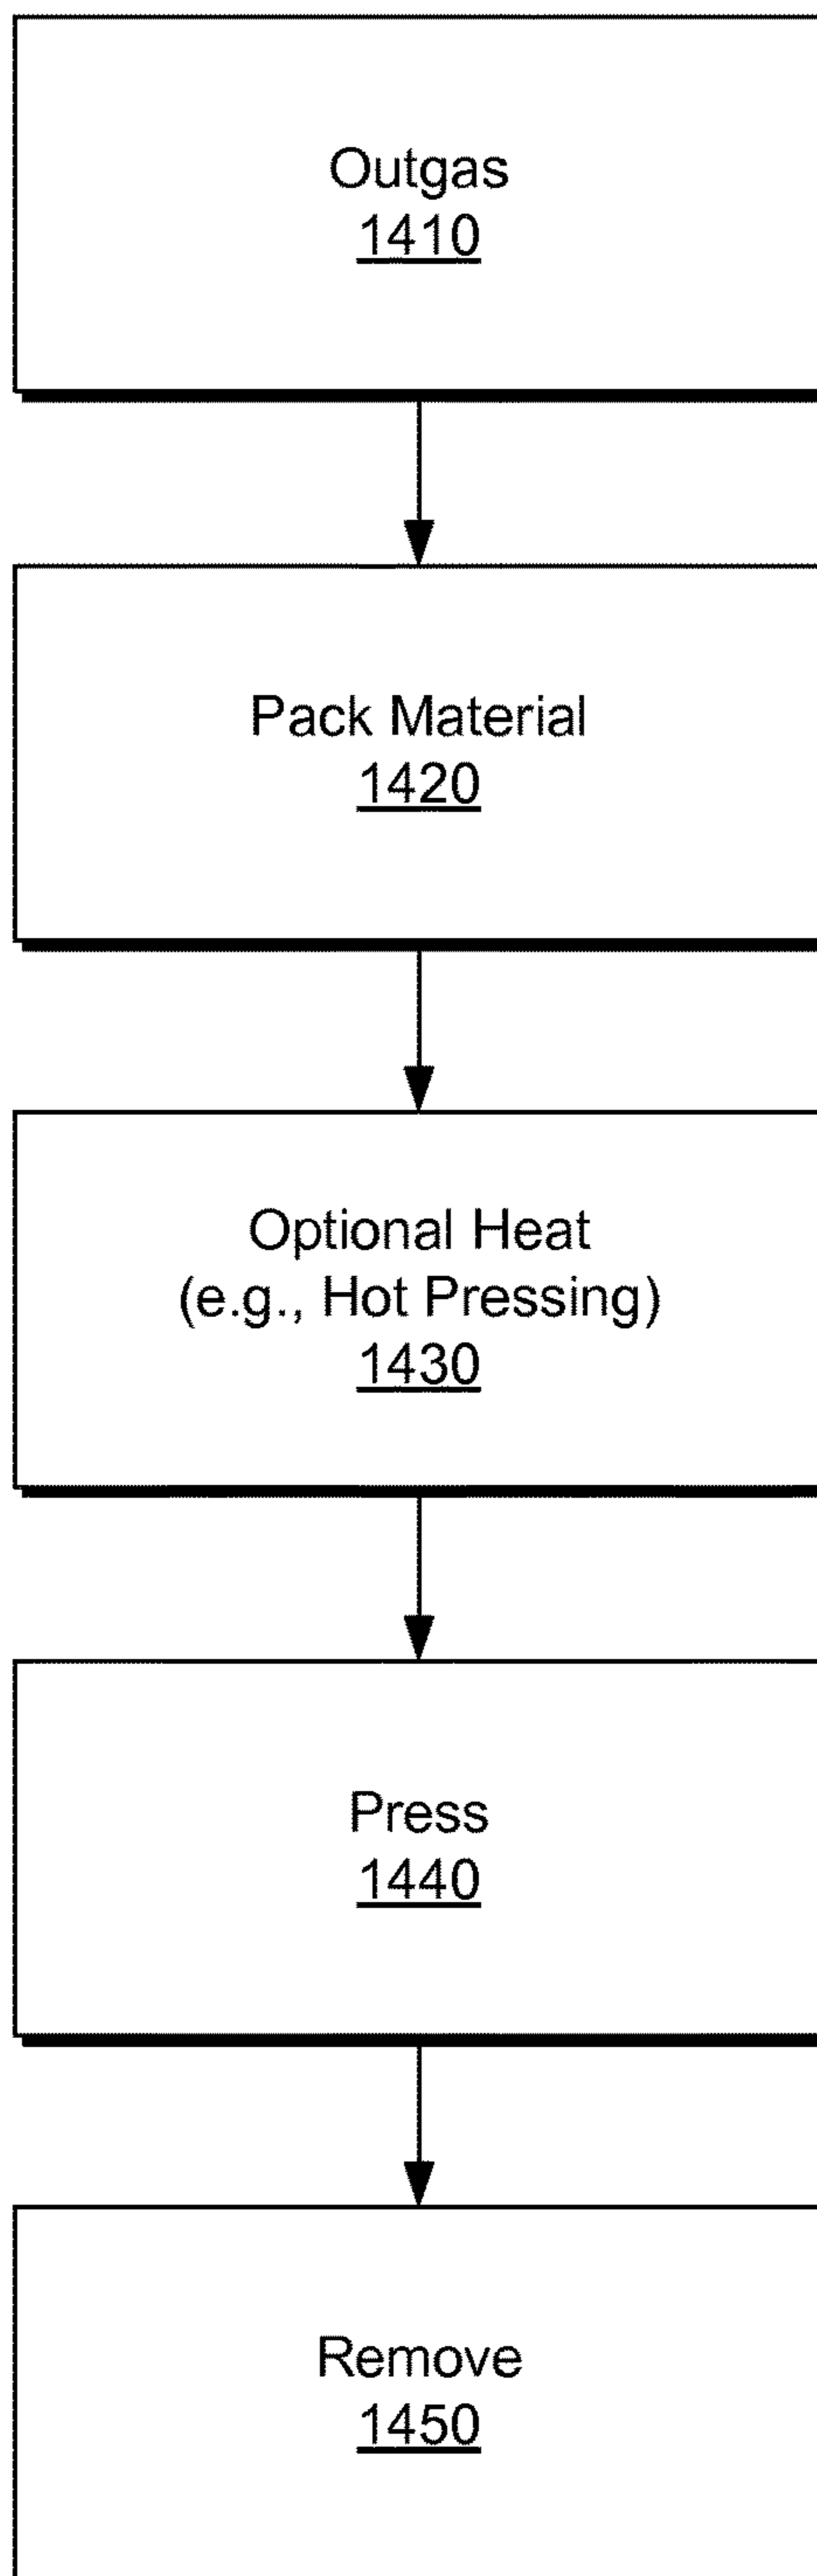 Outgas
1410
Pack Material
1420
Optional Heat
(e.g., Hot Pressing)
1430
Press
1440
Remove
1450